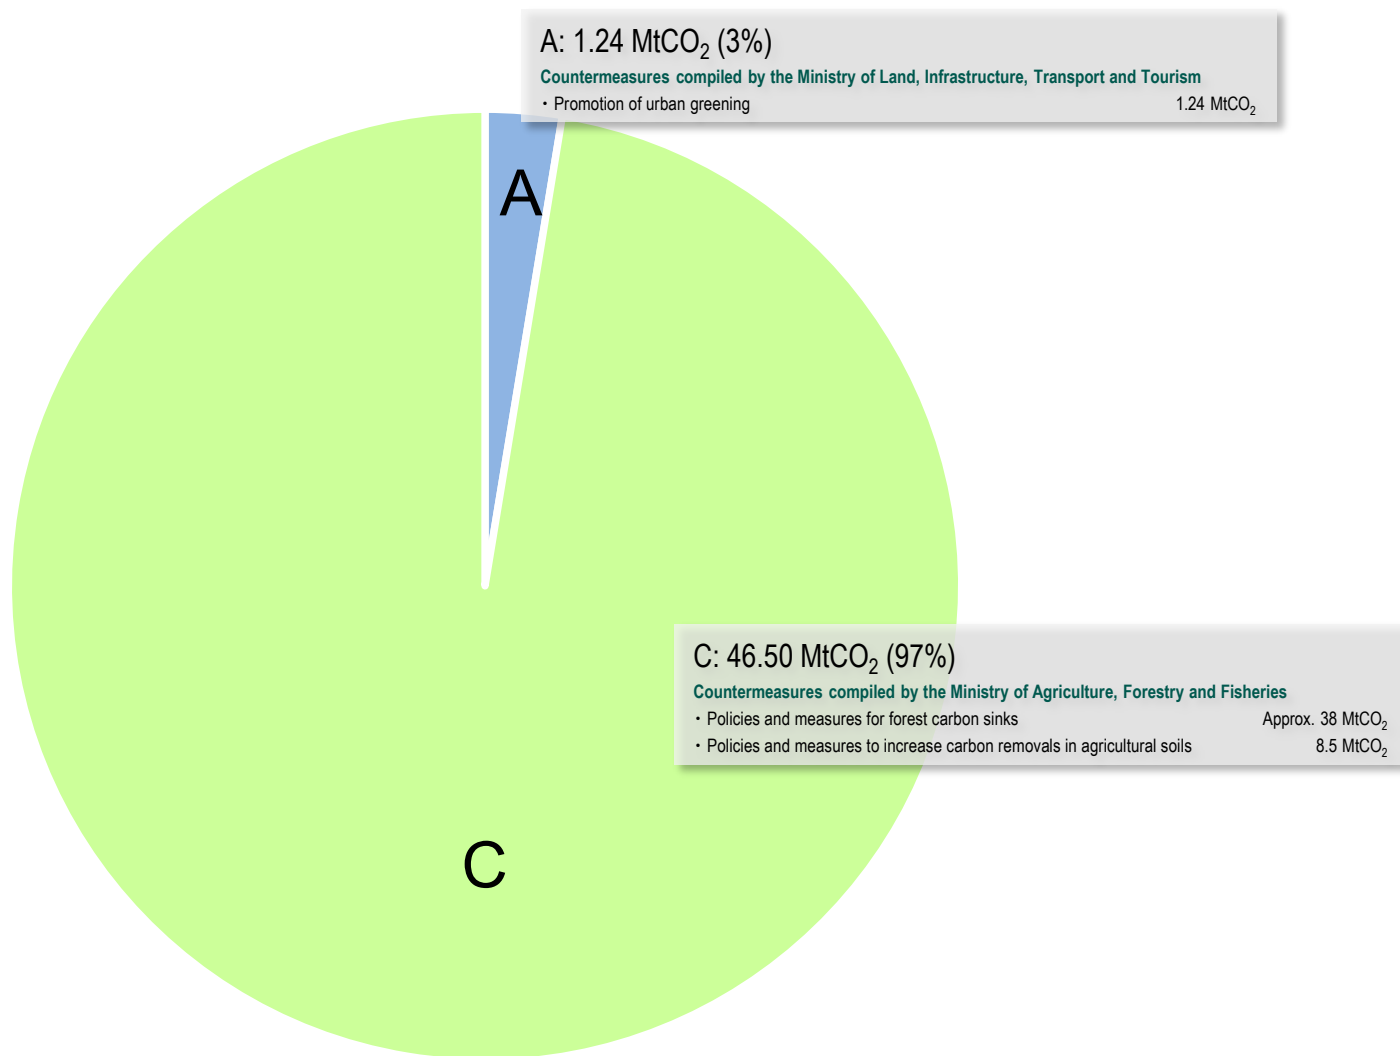 A: 1.24 MtCO₂ (3%)
Countermeasures compiled by the Ministry of Land, Infrastructure, Transport and Tourism
・Promotion of urban greening 1.24 MtCO₂
A
C: 46.50 MtCO₂ (97%)
Countermeasures compiled by the Ministry of Agriculture, Forestry and Fisheries
・Policies and measures for forest carbon sinks Approx. 38 MtCO₂
・Policies and measures to increase carbon removals in agricultural soils 8.5 MtCO₂
C